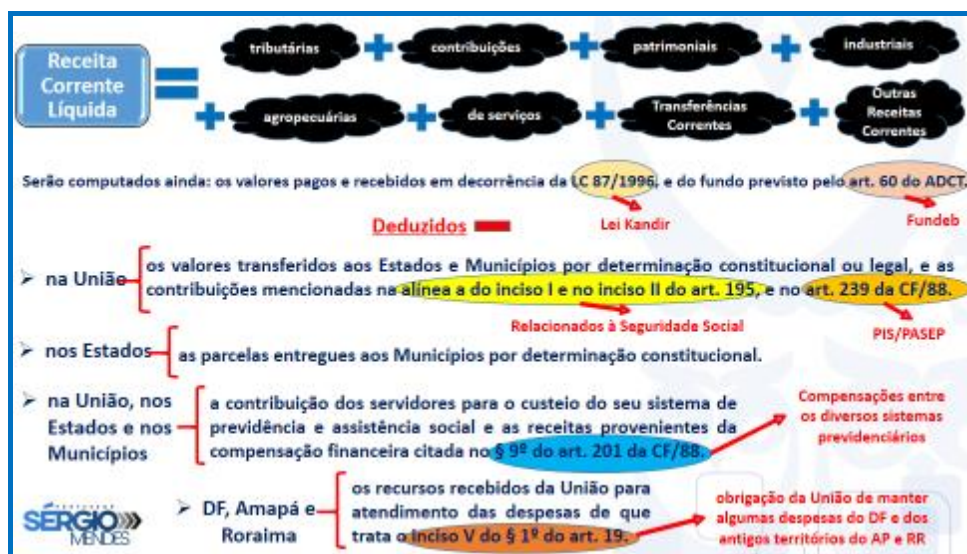 Receita
Corrente
Líquida
tributárias
contribuições
patrimoniais
industriais
agropecuárias
de serviços
Transferências
Correntes
Outras
Receitas
Correntes
Serão computados ainda: os valores pagos e recebidos em decorrência da LC 87/1996, e do fundo previsto pelo art. 60 do ADCT.
Lei Kandir
Fundeb
Deduzidos
na União
os valores transferidos aos Estados e Municípios por determinação constitucional ou legal, e as
contribuições mencionadas na alínea a do inciso I e no inciso II do art. 195, e no art. 239 da CF/88.
Relacionados à Seguridade Social
PIS/PASEP
nos Estados
as parcelas entregues aos Municípios por determinação constitucional.
na União, nos
Estados e nos
Municípios
a contribuição dos servidores para o custeio do seu sistema de
previdência e assistência social e as receitas provenientes da
compensação financeira citada no § 9º do art. 201 da CF/88.
Compensações entre
os diversos sistemas
previdenciários
DF, Amapá e
Roraima
os recursos recebidos da União para
atendimento das despesas de que
trata o inciso V do § 1º do art. 19.
obrigação da União de manter
algumas despesas do DF e dos
antigos territórios do AP e RR
PROFESSOR
SÉRGIO
MENDES